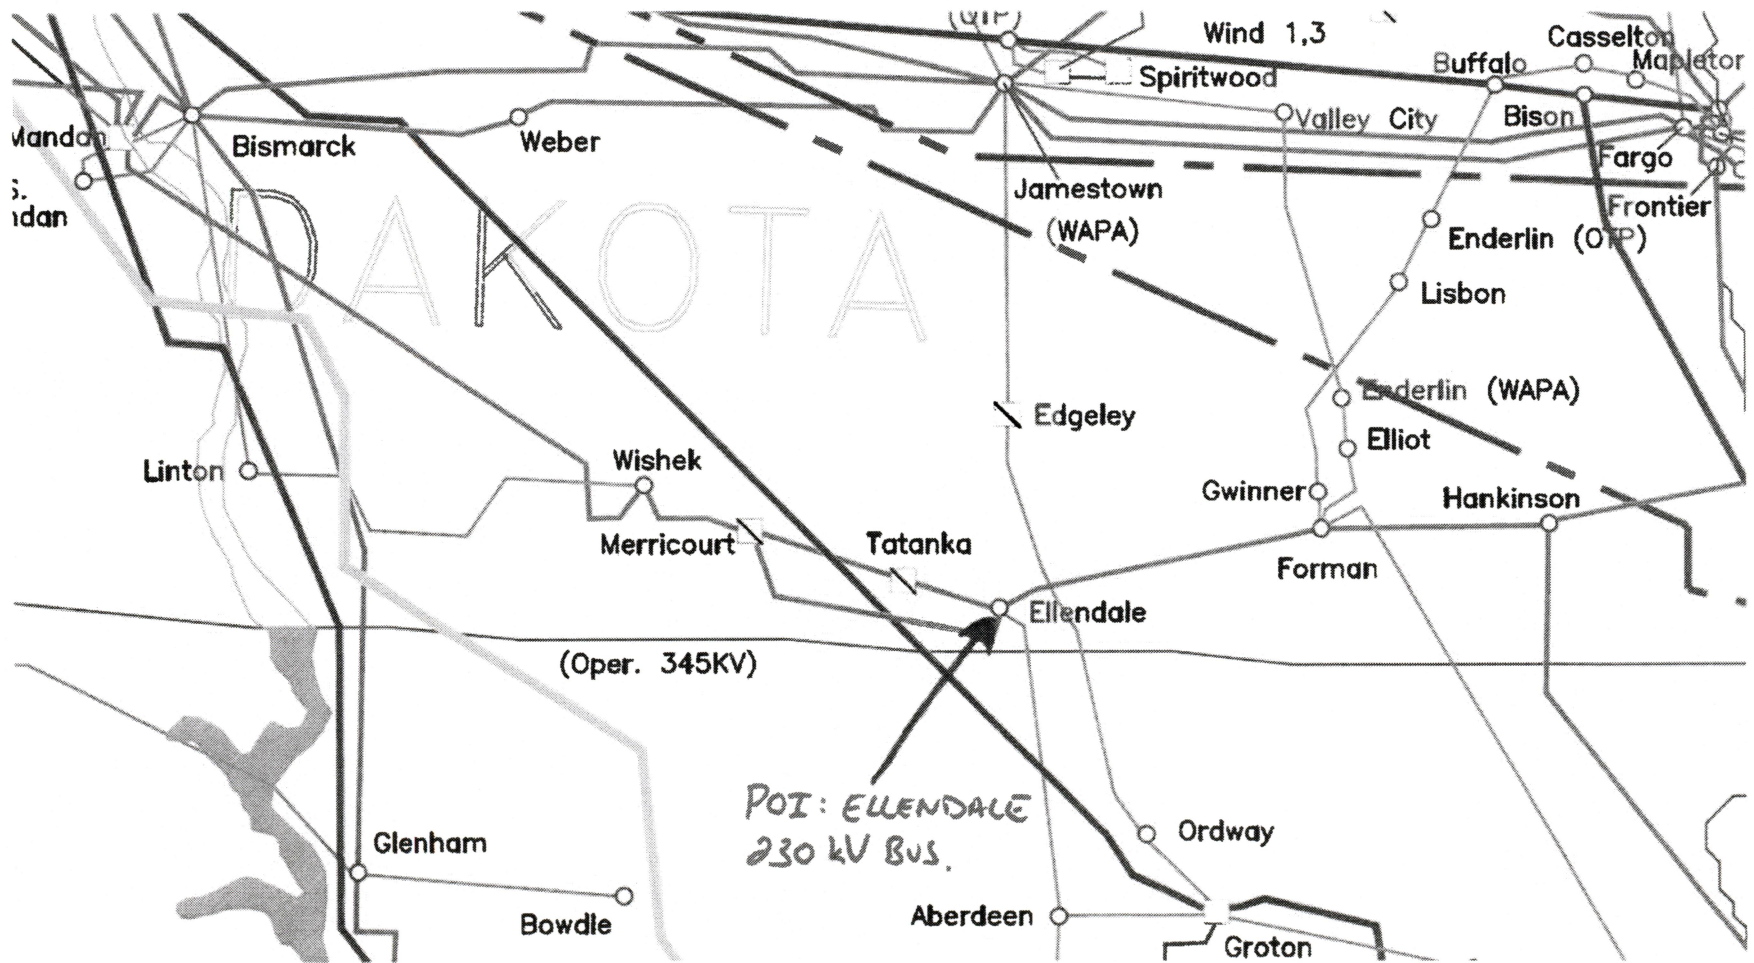 (OTP)
Wind 1,3
Casselton
Buffalo
Mapleton
Spiritwood
Mandan
Bismarck
Weber
Valley City
Bison
Fargo
S.
ndan
Jamestown
(WAPA)
Frontier
Enderlin (OTP)
DAKOTA
Lisbon
Enderlin (WAPA)
Edgeley
Elliot
Linton
Wishek
Gwinner
Hankinson
Merricourt
Tatanka
Forman
Ellendale
(Oper. 345KV)
POI: ELLENDALE
230 kV BUS.
Glenham
Ordway
Bowdle
Aberdeen
Groton